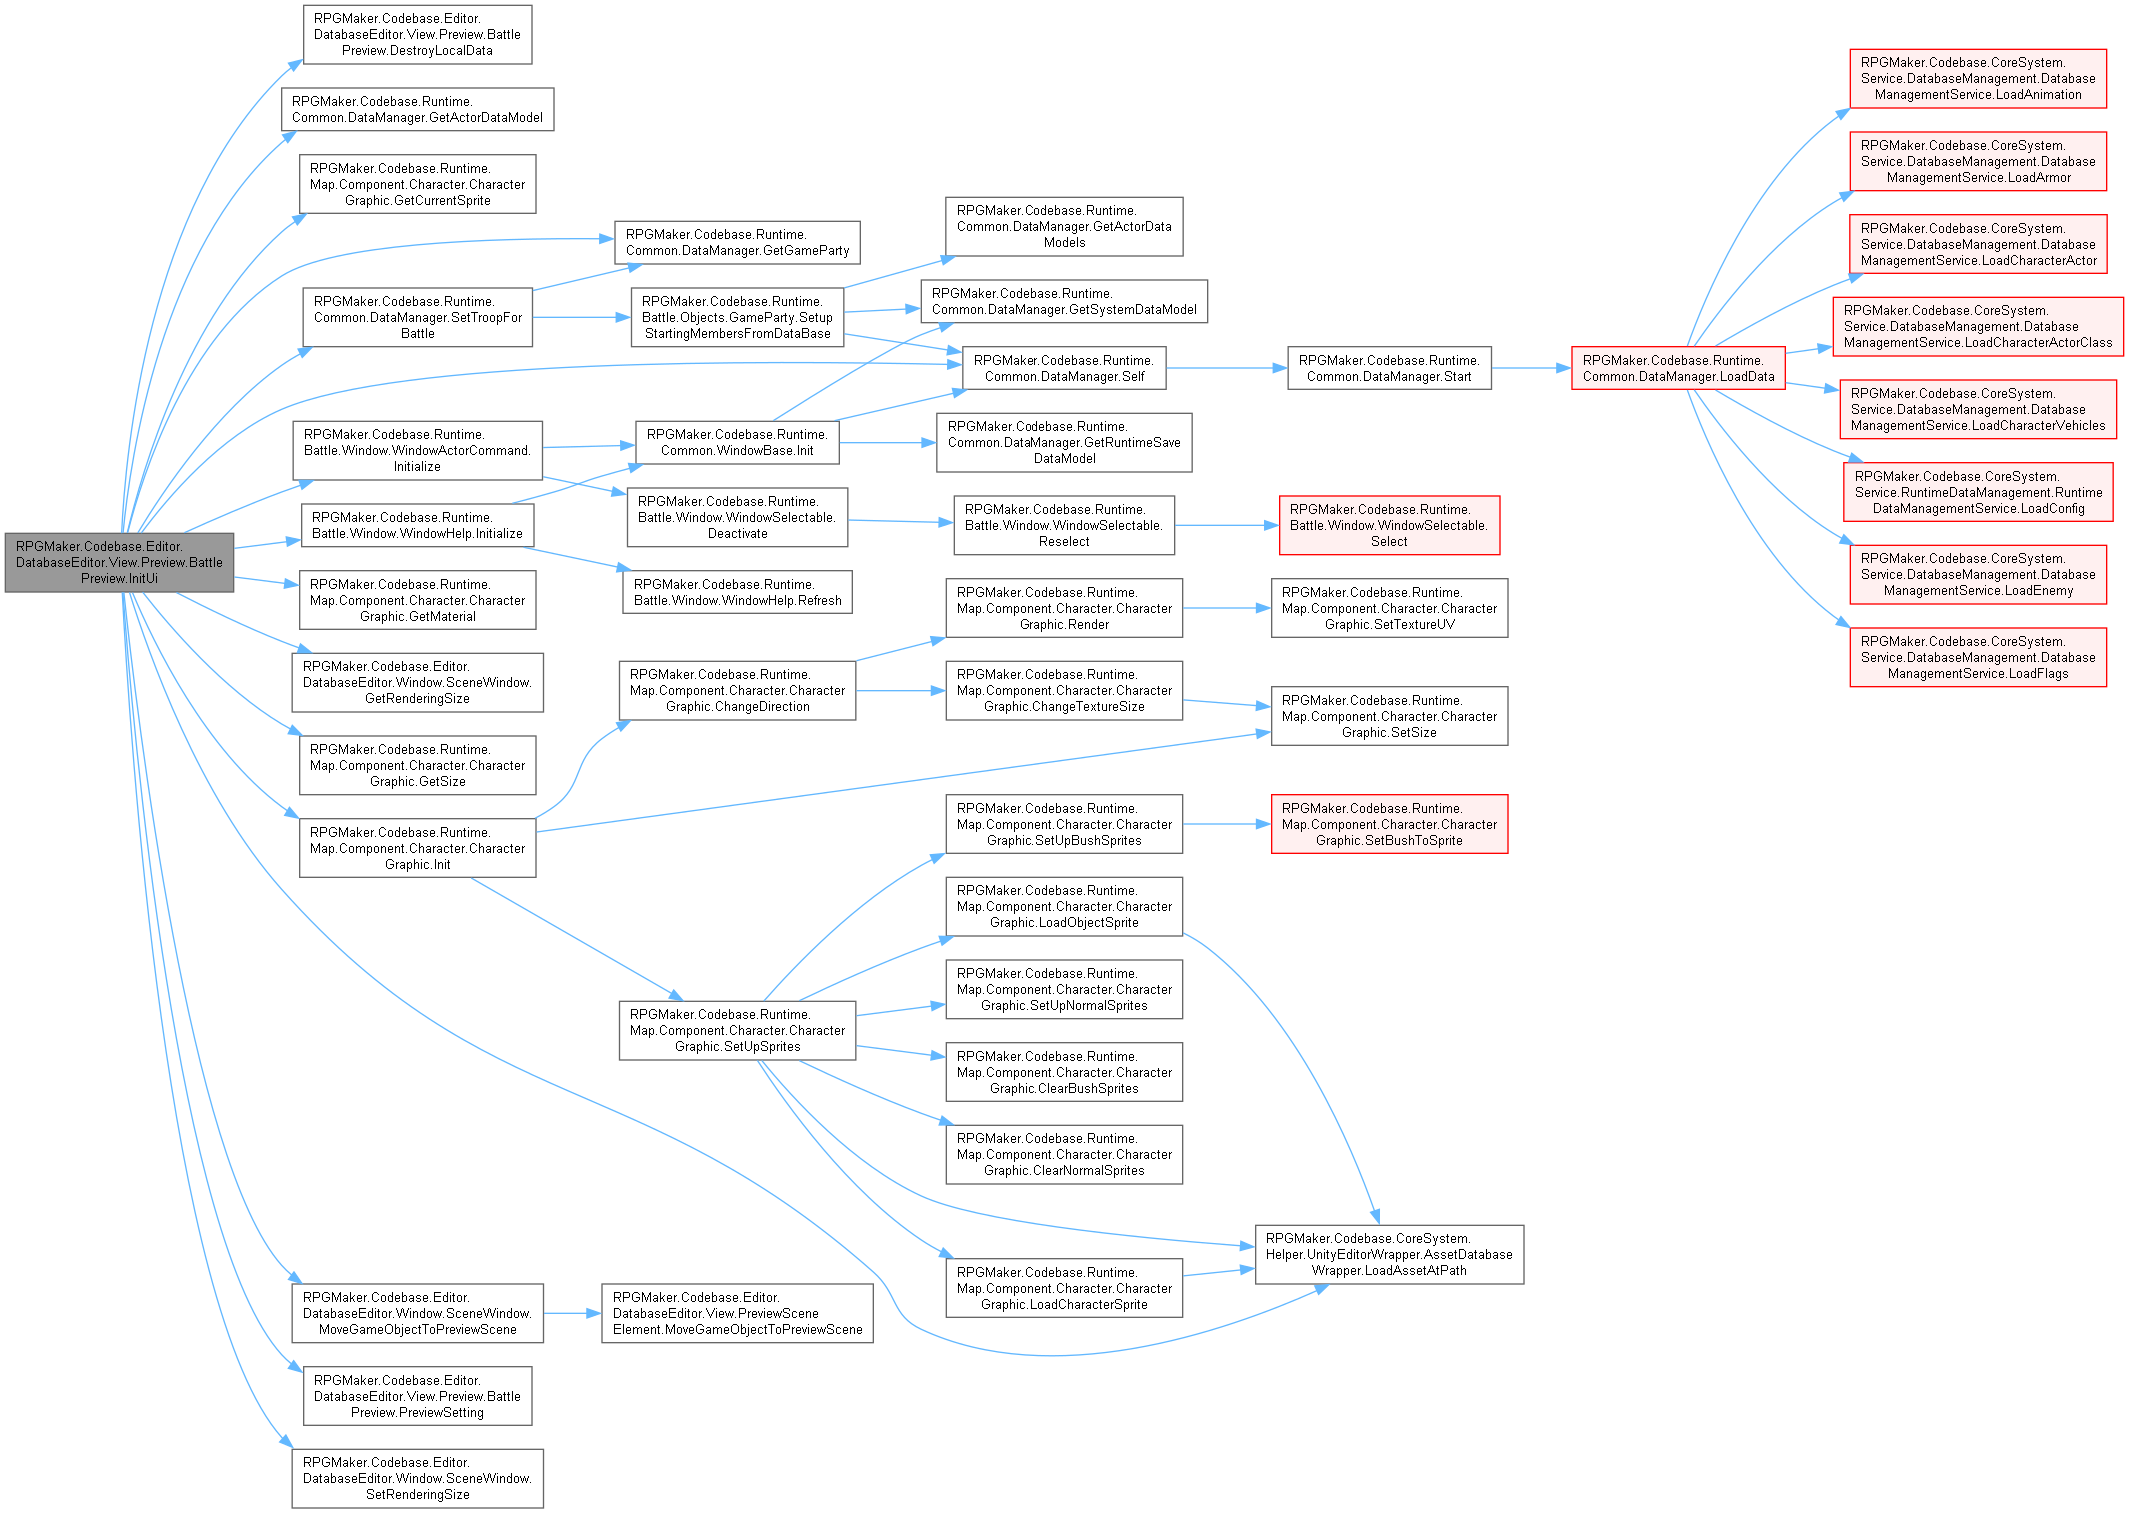 RPGMaker.Codebase.Editor.
DatabaseEditor.View.Preview.Battle
Preview.InitUi
RPGMaker.Codebase.Editor.
DatabaseEditor.View.Preview.Battle
Preview.DestroyLocalData
RPGMaker.Codebase.Runtime.
Common.DataManager.GetActorDataModel
RPGMaker.Codebase.Runtime.
Map.Component.Character.Character
Graphic.GetCurrentSprite
RPGMaker.Codebase.Runtime.
Common.DataManager.SetTroopFor
Battle
RPGMaker.Codebase.Runtime.
Battle.Window.WindowActorCommand.
Initialize
RPGMaker.Codebase.Runtime.
Battle.Window.WindowHelp.Initialize
RPGMaker.Codebase.Runtime.
Map.Component.Character.Character
Graphic.GetMaterial
RPGMaker.Codebase.Editor.
DatabaseEditor.Window.SceneWindow.
GetRenderingSize
RPGMaker.Codebase.Runtime.
Map.Component.Character.Character
Graphic.GetSize
RPGMaker.Codebase.Runtime.
Map.Component.Character.Character
Graphic.Init
RPGMaker.Codebase.Editor.
DatabaseEditor.Window.SceneWindow.
MoveGameObjectToPreviewScene
RPGMaker.Codebase.Editor.
DatabaseEditor.View.Preview.Battle
Preview.PreviewSetting
RPGMaker.Codebase.Editor.
DatabaseEditor.Window.SceneWindow.
SetRenderingSize
RPGMaker.Codebase.Runtime.
Common.DataManager.GetGameParty
RPGMaker.Codebase.Runtime.
Battle.Objects.GameParty.Setup
StartingMembersFromDataBase
RPGMaker.Codebase.Runtime.
Common.WindowBase.Init
RPGMaker.Codebase.Runtime.
Battle.Window.WindowSelectable.
Deactivate
RPGMaker.Codebase.Runtime.
Battle.Window.WindowHelp.Refresh
RPGMaker.Codebase.Runtime.
Map.Component.Character.Character
Graphic.ChangeDirection
RPGMaker.Codebase.Runtime.
Map.Component.Character.Character
Graphic.SetUpSprites
RPGMaker.Codebase.Editor.
DatabaseEditor.View.PreviewScene
Element.MoveGameObjectToPreviewScene
RPGMaker.Codebase.Runtime.
Common.DataManager.GetActorData
Models
RPGMaker.Codebase.Runtime.
Common.DataManager.GetSystemDataModel
RPGMaker.Codebase.Runtime.
Common.DataManager.Self
RPGMaker.Codebase.Runtime.
Common.DataManager.GetRuntimeSave
DataModel
RPGMaker.Codebase.Runtime.
Battle.Window.WindowSelectable.
Reselect
RPGMaker.Codebase.Runtime.
Map.Component.Character.Character
Graphic.Render
RPGMaker.Codebase.Runtime.
Map.Component.Character.Character
Graphic.ChangeTextureSize
RPGMaker.Codebase.Runtime.
Map.Component.Character.Character
Graphic.SetUpBushSprites
RPGMaker.Codebase.Runtime.
Map.Component.Character.Character
Graphic.LoadObjectSprite
RPGMaker.Codebase.Runtime.
Map.Component.Character.Character
Graphic.SetUpNormalSprites
RPGMaker.Codebase.Runtime.
Map.Component.Character.Character
Graphic.ClearBushSprites
RPGMaker.Codebase.Runtime.
Map.Component.Character.Character
Graphic.ClearNormalSprites
RPGMaker.Codebase.Runtime.
Map.Component.Character.Character
Graphic.LoadCharacterSprite
RPGMaker.Codebase.Runtime.
Common.DataManager.Start
RPGMaker.Codebase.Runtime.
Battle.Window.WindowSelectable.
Select
RPGMaker.Codebase.Runtime.
Map.Component.Character.Character
Graphic.SetTextureUV
RPGMaker.Codebase.Runtime.
Map.Component.Character.Character
Graphic.SetSize
RPGMaker.Codebase.Runtime.
Map.Component.Character.Character
Graphic.SetBushToSprite
RPGMaker.Codebase.CoreSystem.
Helper.UnityEditorWrapper.AssetDatabase
Wrapper.LoadAssetAtPath
RPGMaker.Codebase.Runtime.
Common.DataManager.LoadData
RPGMaker.Codebase.CoreSystem.
Service.DatabaseManagement.Database
ManagementService.LoadAnimation
RPGMaker.Codebase.CoreSystem.
Service.DatabaseManagement.Database
ManagementService.LoadArmor
RPGMaker.Codebase.CoreSystem.
Service.DatabaseManagement.Database
ManagementService.LoadCharacterActor
RPGMaker.Codebase.CoreSystem.
Service.DatabaseManagement.Database
ManagementService.LoadCharacterActorClass
RPGMaker.Codebase.CoreSystem.
Service.DatabaseManagement.Database
ManagementService.LoadCharacterVehicles
RPGMaker.Codebase.CoreSystem.
Service.RuntimeDataManagement.Runtime
DataManagementService.LoadConfig
RPGMaker.Codebase.CoreSystem.
Service.DatabaseManagement.Database
ManagementService.LoadEnemy
RPGMaker.Codebase.CoreSystem.
Service.DatabaseManagement.Database
ManagementService.LoadFlags